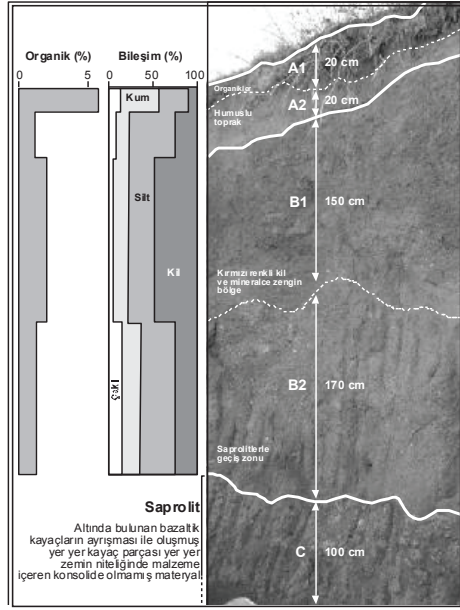 Organik (%)
Bileşim (%)
0
5
0
50
100
Kum
Silt
Kil
Çakıl
A1
20 cm
Organikler
A2
20 cm
Humuslu
toprak
B1
150 cm
Kırmızı renkli kil
ve mineralce zengin
bölge
B2
170 cm
Saprolitlerle
geçiş zonu
Saprolit
Altında bulunan bazaltik
kayaçların ayrışması ile oluşmuş
yer yer kayaç parçası yer yer
zemin niteliğinde malzeme
içeren konsolide olmamış materyal
C
100 cm